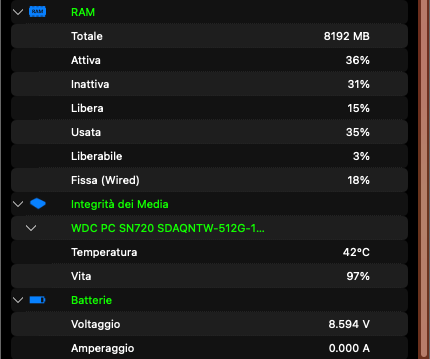 RAM
RAM
Totale 8192 MB
Attiva 36%
Inattiva 31%
Libera 15%
Usata 35%
Liberabile 3%
Fissa (Wired) 18%
Integrità dei Media
WDC PC SN720 SDAQNTW-512G-1...
Temperatura 42°C
Vita 97%
Batterie
Voltaggio 8.594 V
Amperaggio 0.000 A